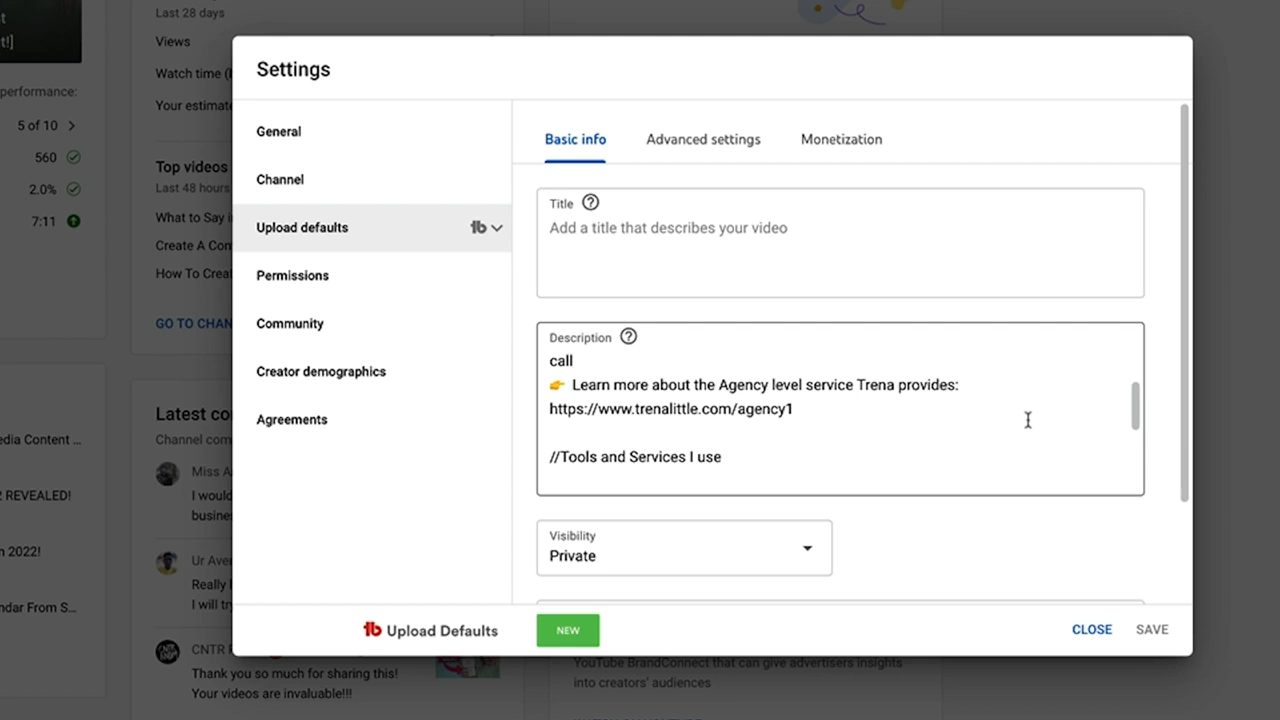 t
t!]
performance:
5 of 10
560
2.0%
7:11
edia Content ...
REVEALED!
n 2022!
ndar From S...
Last 28 days
Views
Watch time (
Your estimate
Top videos
Last 48 hours
What to Say i
Create A Con
How To Crea
GO TO CHAN
Latest co
Channel com
Miss A
I would
busine
Ur Ave
Really
I will try
CNTR
Thank you so much for sharing this!
Your videos are invaluable!!!
YouTube BrandConnect that can give advertisers insights
into creators' audiences
Settings
General
Channel
Upload defaults
tb
Permissions
Community
Creator demographics
Agreements
Basic info
Advanced settings
Monetization
Title
Add a title that describes your video
Description
call
👉 Learn more about the Agency level service Trena provides:
https://www.trenalittle.com/agency1
//Tools and Services I use
Visibility
Private
tb Upload Defaults
NEW
CLOSE
SAVE